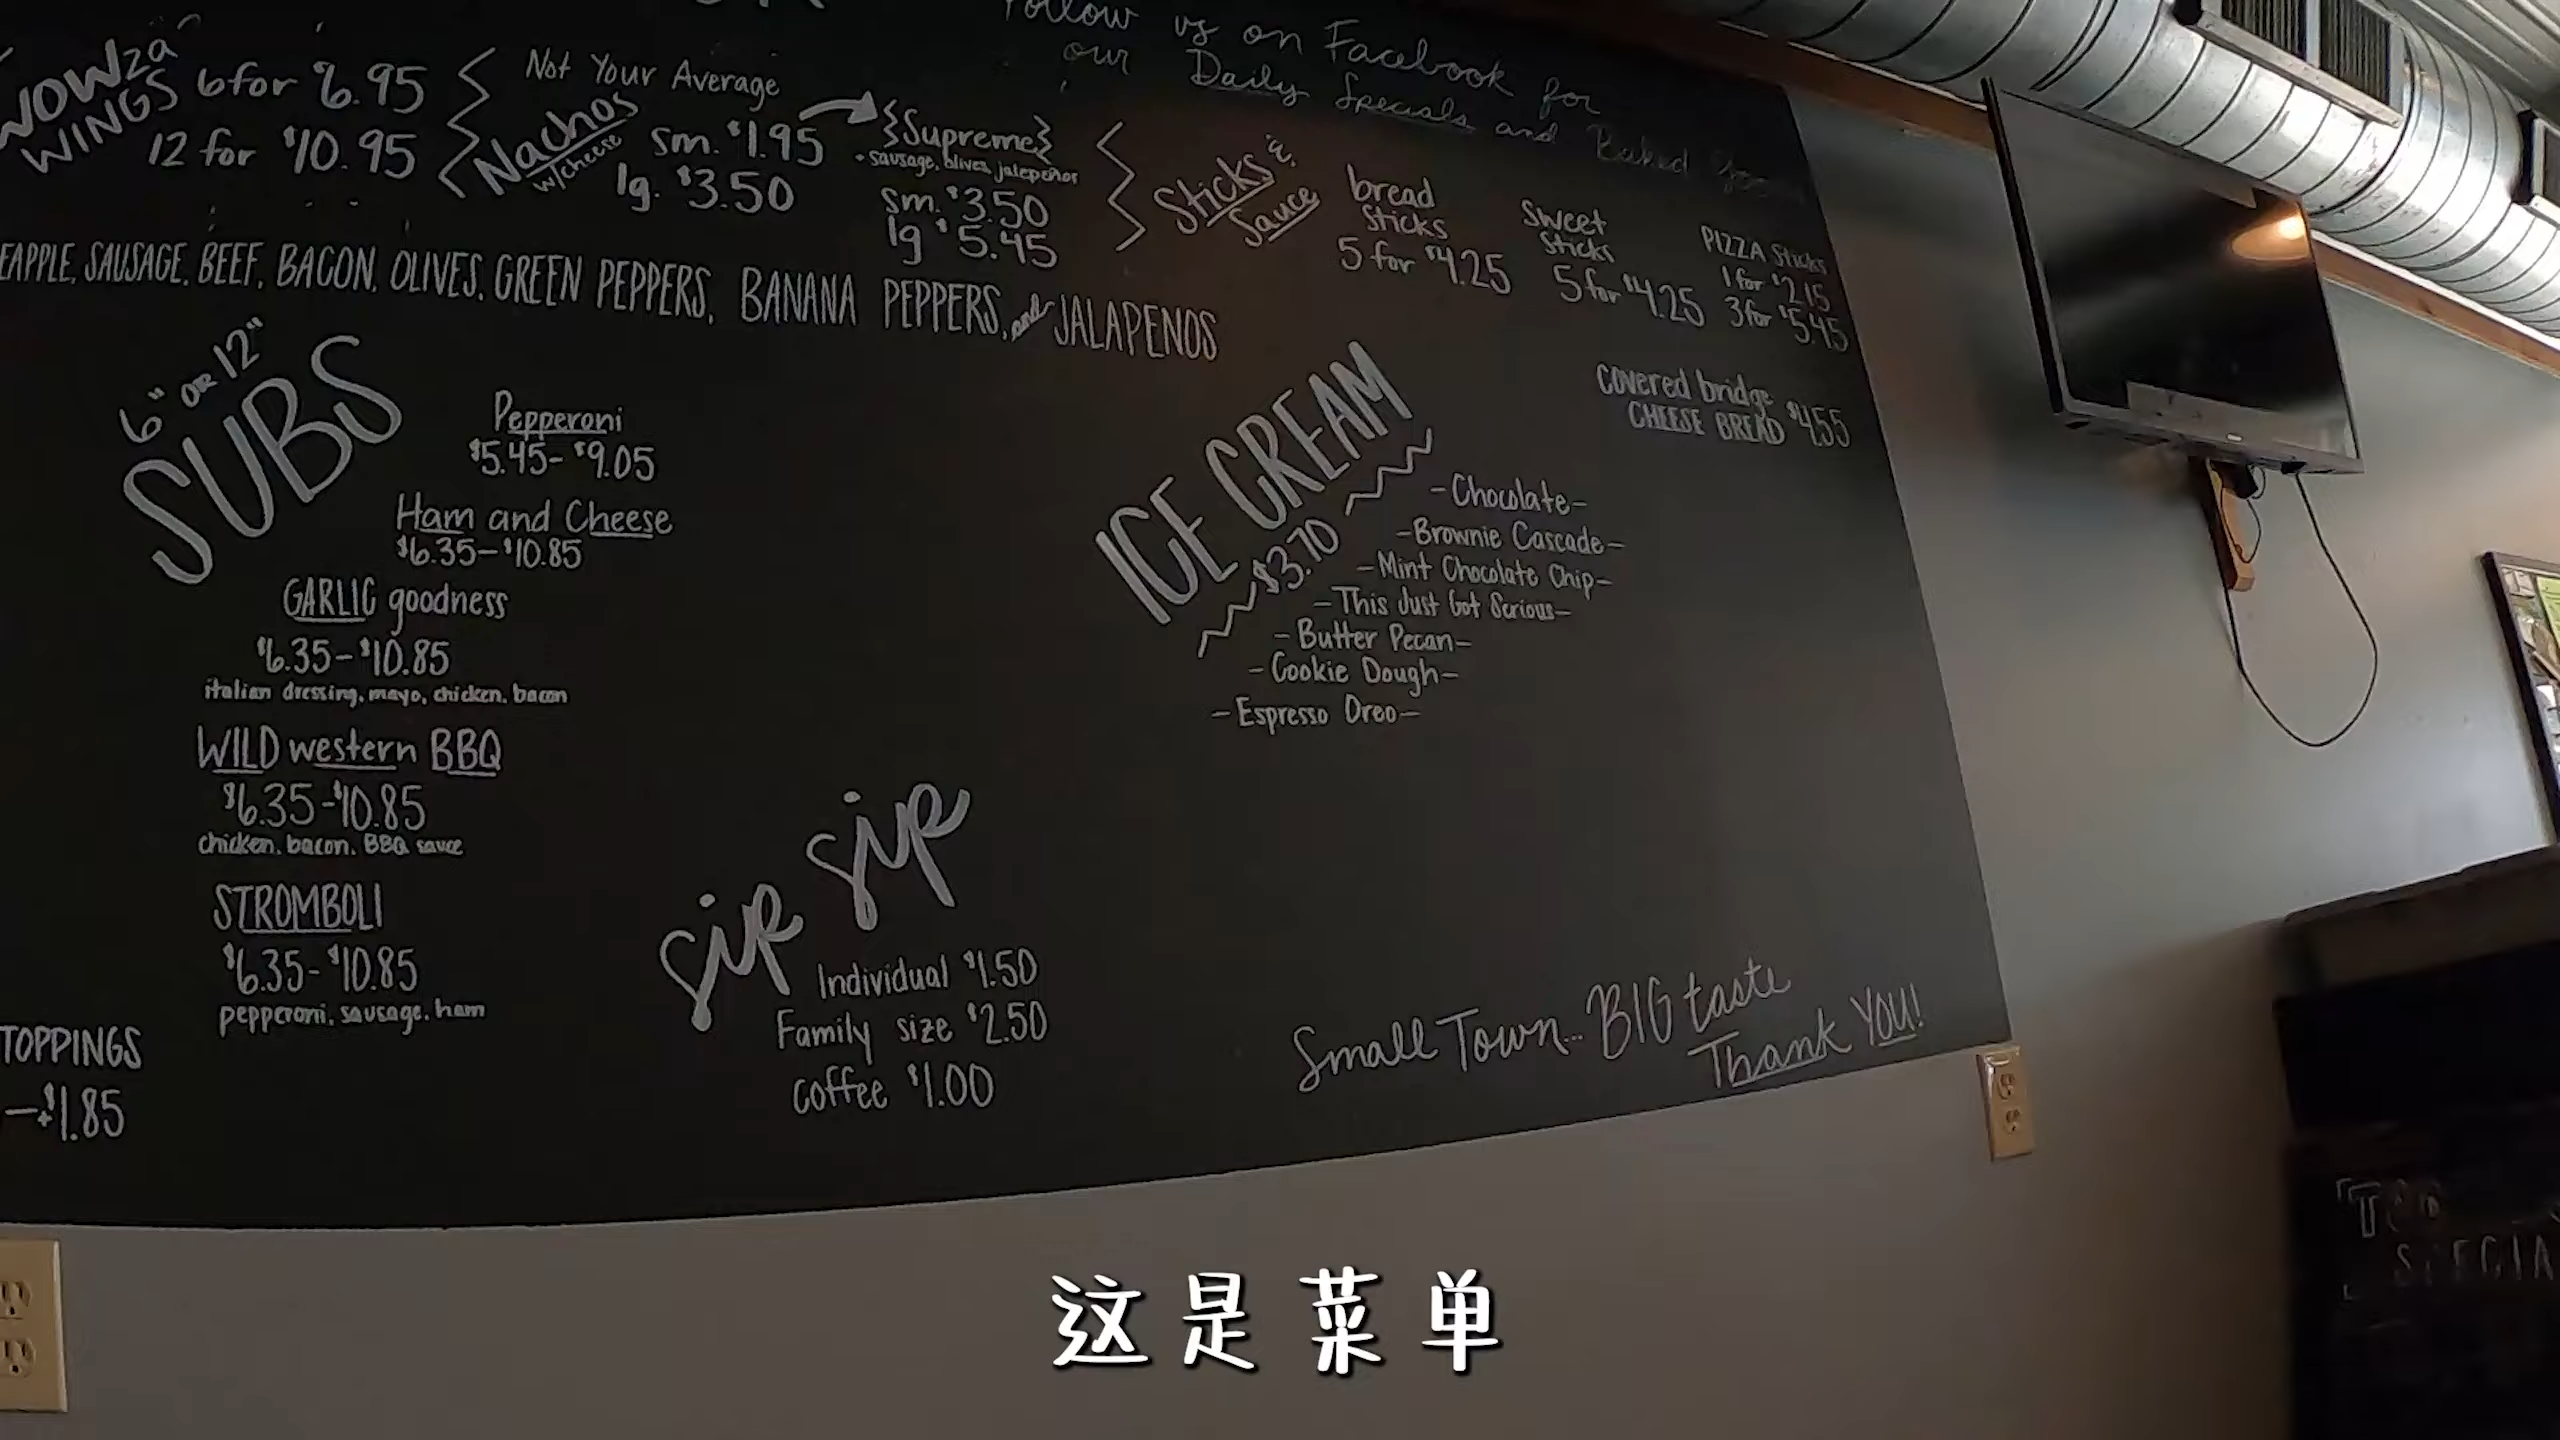 Follow us on Facebook for
our Daily Specials and Baked
WOWza
WINGS
6 for $6.95
12 for $10.95
Not Your Average
Nachos
w/cheese
sm. $1.95
lg. $3.50
{Supreme}
sausage, olives, jalepeños
sm. $3.50
lg $5.45
Sticks n'
Sauce
bread
Sticks
5 for $4.25
Sweet
Sticks
5 for $4.25
PIZZA Sticks
1 for $2.15
3 for $5.45
covered bridge
CHEESE BREAD $4.55
EAPPLE, SAUSAGE, BEEF, BACON, OLIVES, GREEN PEPPERS, BANANA PEPPERS, and JALAPENOS
6" OR 12"
SUBS
Pepperoni
$5.45-$9.05
Ham and Cheese
$6.35-$10.85
GARLIC goodness
$6.35-$10.85
italian dressing, mayo, chicken, bacon
WILD western BBQ
$6.35-$10.85
chicken, bacon, BBQ sauce
STROMBOLI
$6.35-$10.85
pepperoni, sausage, ham
TOPPINGS
-+$1.85
ICE CREAM
$3.70
-Chocolate-
-Brownie Cascade-
-Mint Chocolate Chip-
-This Just Got Serious-
-Butter Pecan-
-Cookie Dough-
-Espresso Oreo-
sip sip
Individual $1.50
Family size $2.50
coffee $1.00
Small Town... BIG taste
Thank YOU!
这是菜单